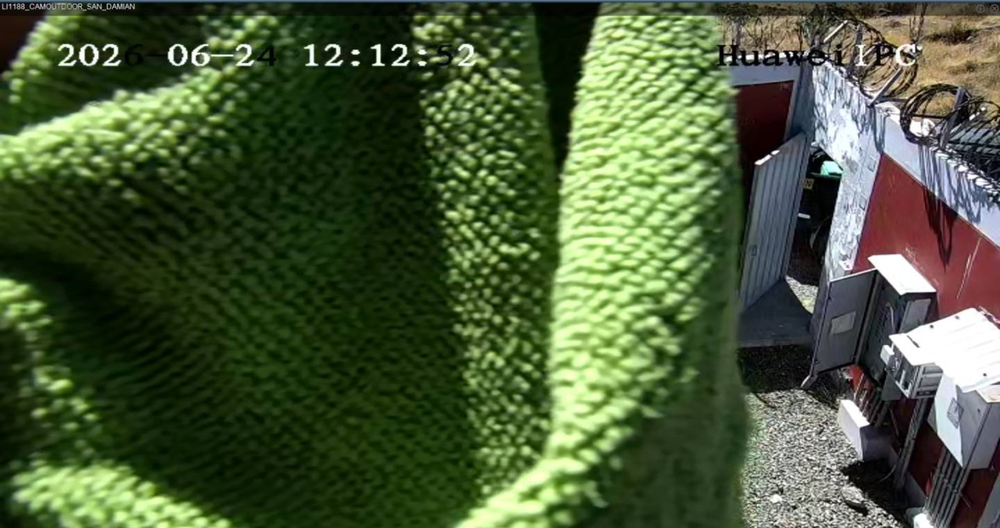 LI1188_CAMOUTDOOR_SAN_DAMIAN
2026-06-24 12:12:52
Huawei IPC